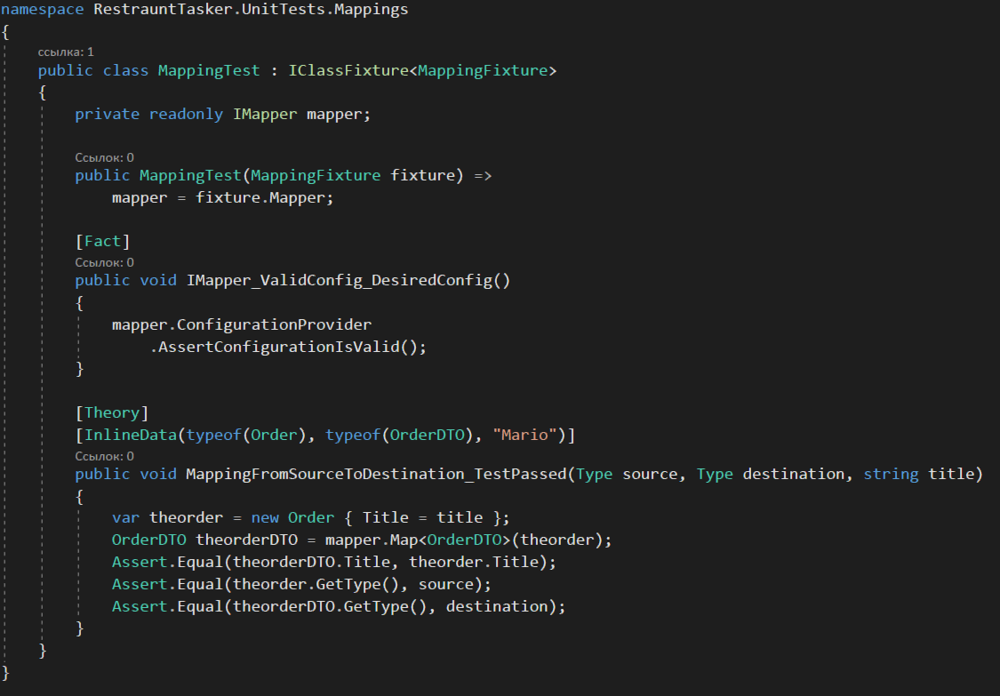 namespace RestrauntTasker.UnitTests.Mappings
{
ссылка: 1
public class MappingTest : IClassFixture<MappingFixture>
{
private readonly IMapper mapper;
Ссылок: 0
public MappingTest(MappingFixture fixture) =>
mapper = fixture.Mapper;
[Fact]
Ссылок: 0
public void IMapper_ValidConfig_DesiredConfig()
{
mapper.ConfigurationProvider
.AssertConfigurationIsValid();
}
[Theory]
[InlineData(typeof(Order), typeof(OrderDTO), "Mario")]
Ссылок: 0
public void MappingFromSourceToDestination_TestPassed(Type source, Type destination, string title)
{
var theorder = new Order { Title = title };
OrderDTO theorderDTO = mapper.Map<OrderDTO>(theorder);
Assert.Equal(theorderDTO.Title, theorder.Title);
Assert.Equal(theorder.GetType(), source);
Assert.Equal(theorderDTO.GetType(), destination);
}
}
}